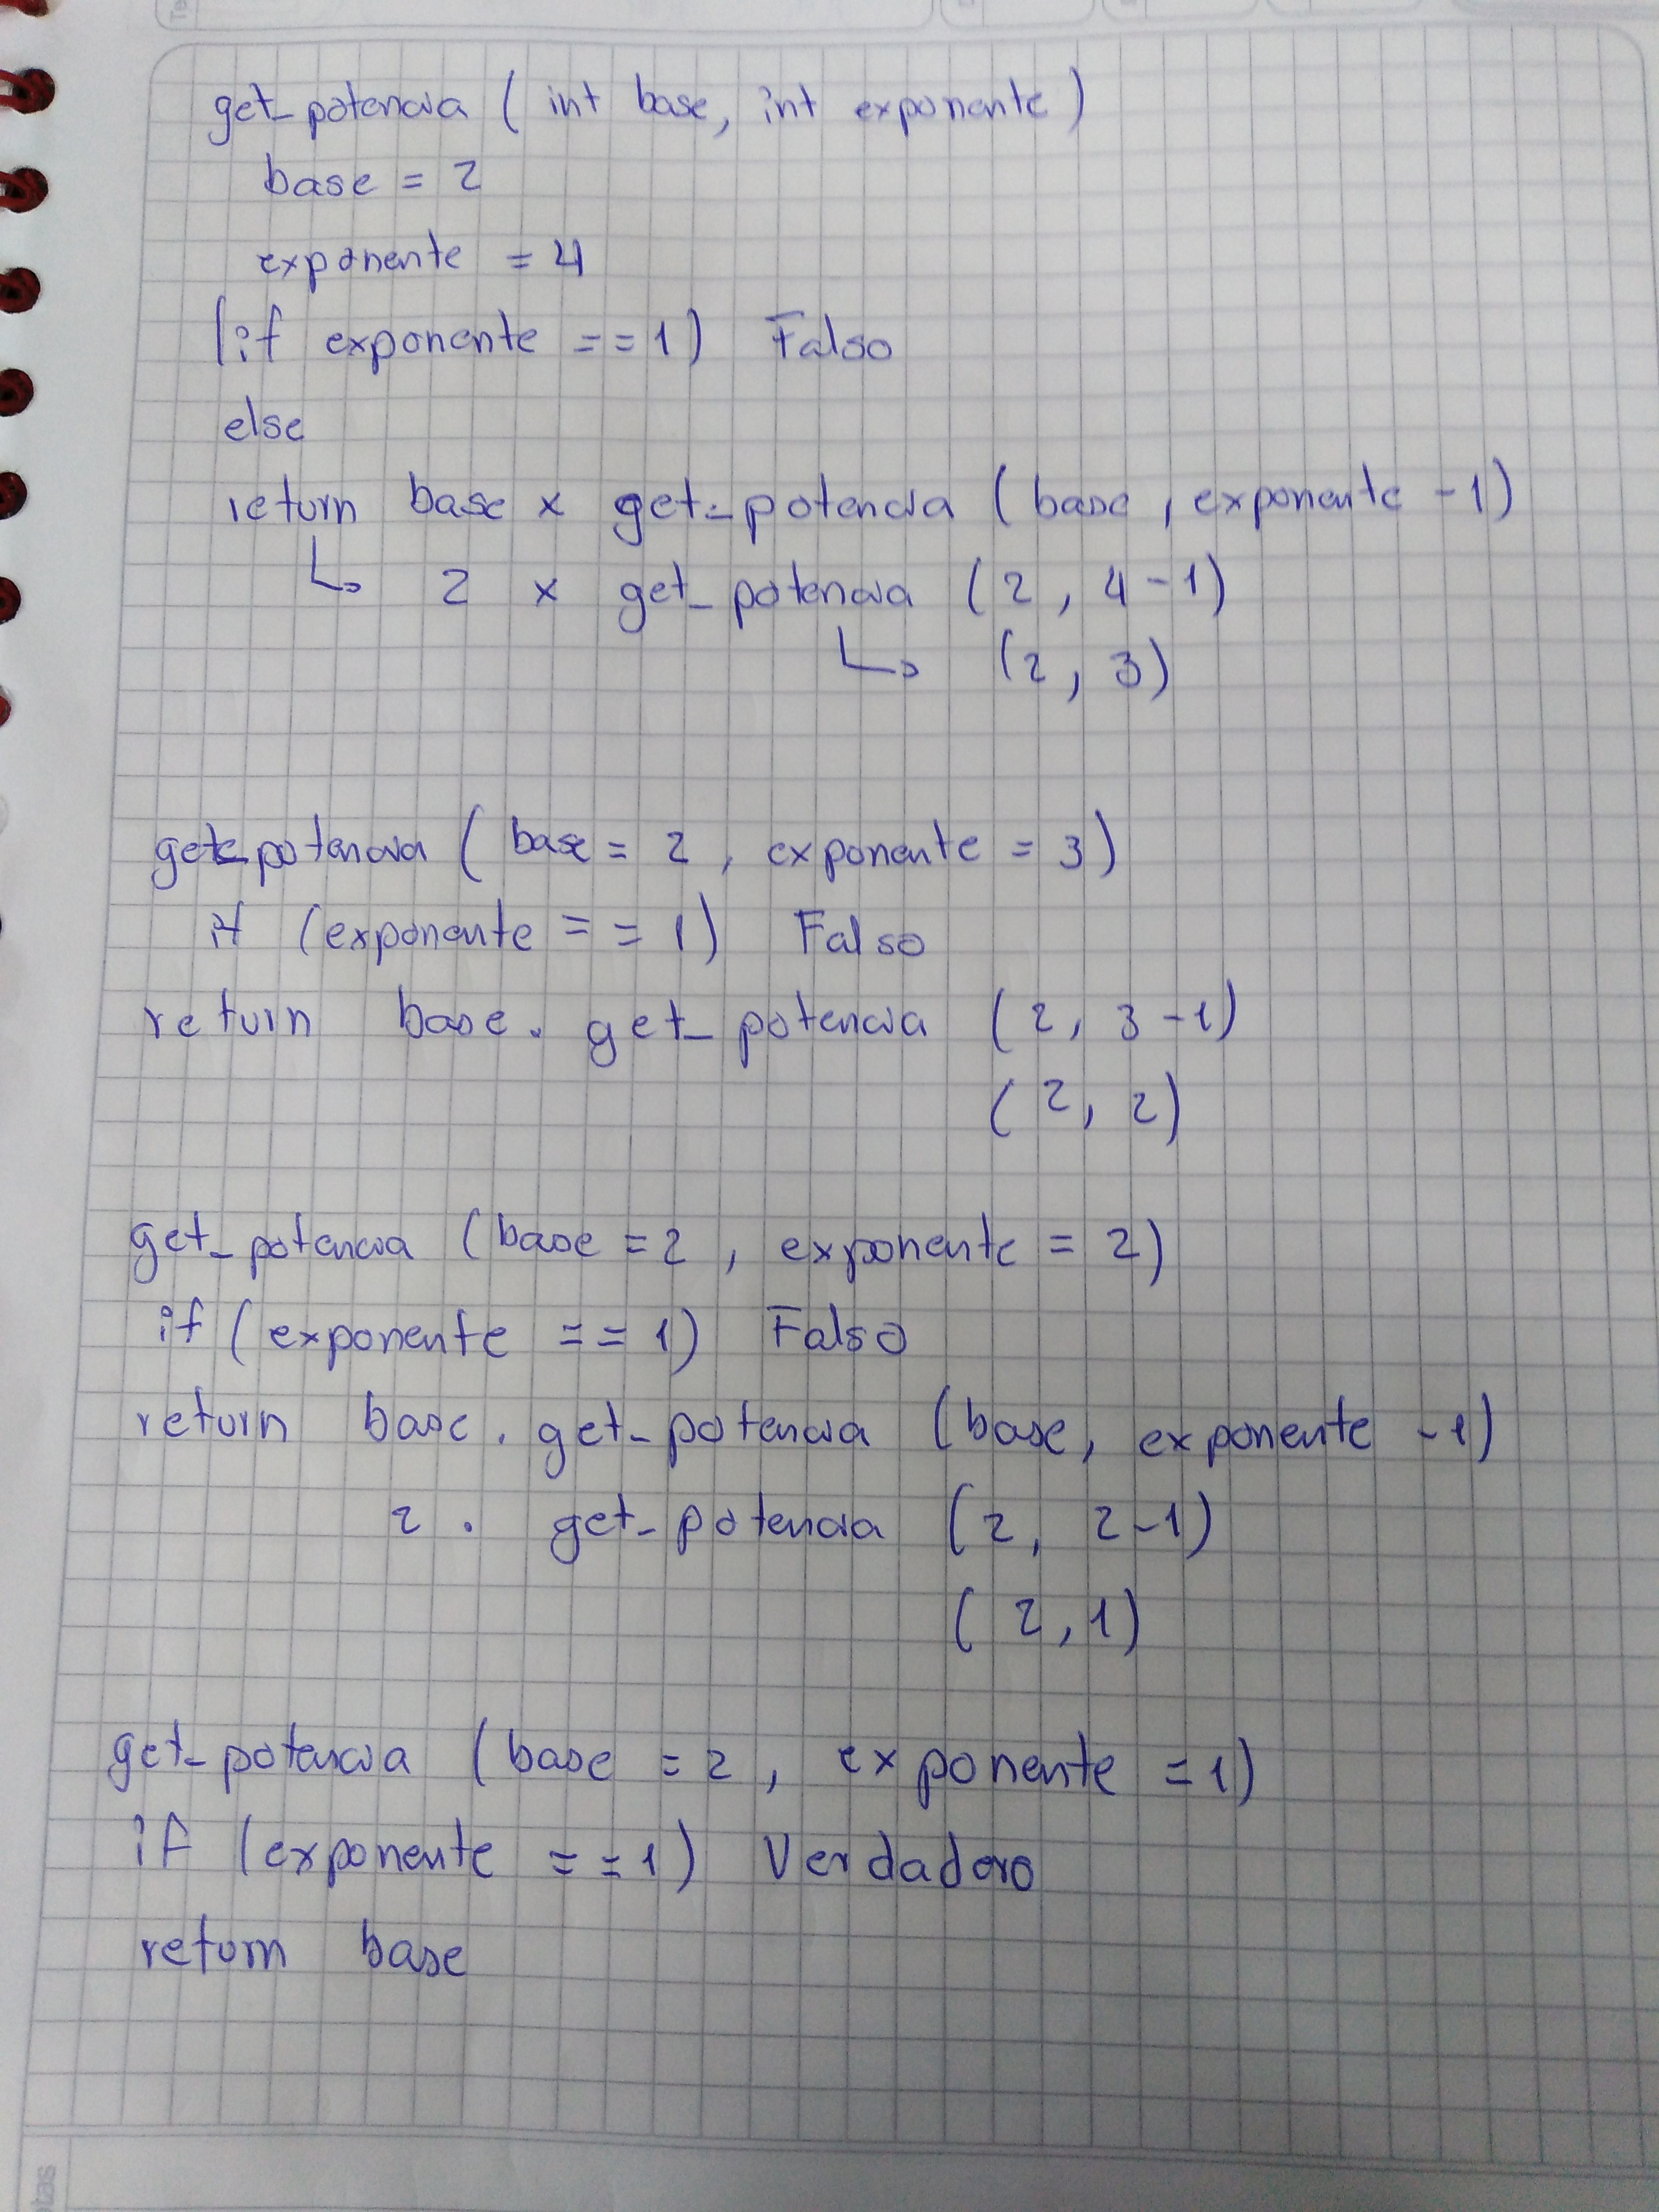 get_potencia ( int base, int exponente )
base = 2
exponente = 4
(if exponente == 1) Falso
else
return base x get_potencia ( base , exponente - 1)
2 x get_potencia ( 2 , 4 - 1 )
( 2 , 3 )
get_potencia ( base = 2 , exponente = 3 )
if (exponente == 1) Falso
return base . get_potencia ( 2 , 3 - 1 )
( 2 , 2 )
get_potencia ( base = 2 , exponente = 2 )
if ( exponente == 1 ) Falso
return base . get_potencia ( base , exponente - 1 )
2 . get_potencia ( 2 , 2 - 1 )
( 2 , 1 )
get_potencia ( base = 2 , exponente = 1 )
if ( exponente == 1 ) Verdadero
return base